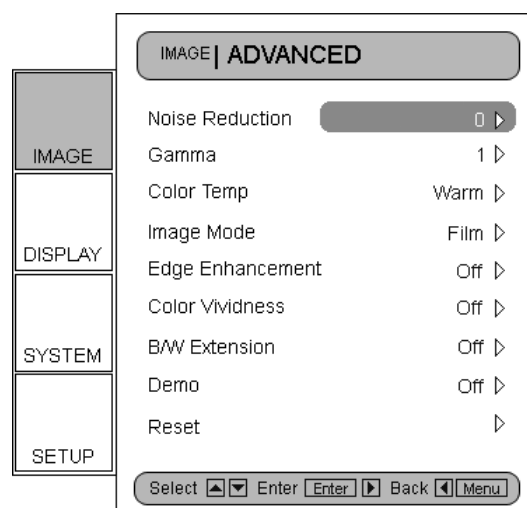 IMAGE | ADVANCED
IMAGE
DISPLAY
SYSTEM
SETUP
Noise Reduction 0
Gamma 1
Color Temp Warm
Image Mode Film
Edge Enhancement Off
Color Vividness Off
B/W Extension Off
Demo Off
Reset
Select Enter Enter Back Menu